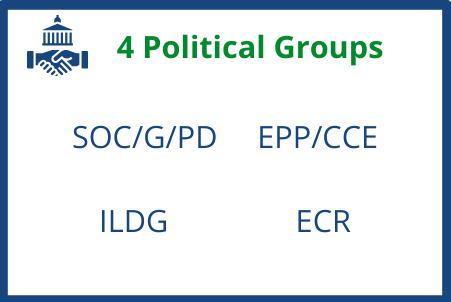 4 Political Groups
SOC/G/PD EPP/CCE
ILDG ECR